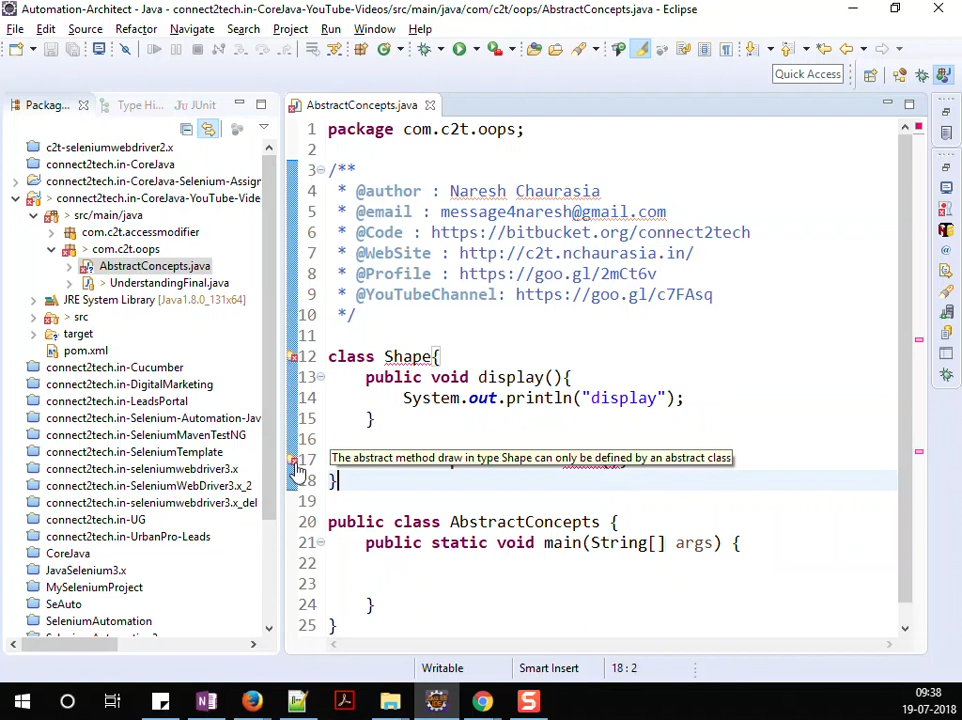 Automation-Architect - Java - connect2tech.in-CoreJava-YouTube-Videos/src/main/java/com/c2t/oops/AbstractConcepts.java - Eclipse
File Edit Source Refactor Navigate Search Project Run Window Help
Quick Access
Packag... Type Hi... JUnit
AbstractConcepts.java
c2t-seleniumwebdriver2.x
connect2tech.in-CoreJava
connect2tech.in-CoreJava-Selenium-Assign
> connect2tech.in-CoreJava-YouTube-Vide
> src/main/java
com.c2t.accessmodifier
> com.c2t.oops
AbstractConcepts.java
> UnderstandingFinal.java
JRE System Library [Java1.8.0_131x64]
> src
> target
pom.xml
connect2tech.in-Cucumber
connect2tech.in-DigitalMarketing
connect2tech.in-LeadsPortal
connect2tech.in-Selenium-Automation-Jav
connect2tech.in-SeleniumMavenTestNG
connect2tech.in-SeleniumTemplate
connect2tech.in-seleniumwebdriver3.x
connect2tech.in-SeleniumWebDriver3.x_2
connect2tech.in-seleniumwebdriver3.x_del
connect2tech.in-UG
connect2tech.in-UrbanPro-Leads
CoreJava
JavaSelenium3.x
MySeleniumProject
SeAuto
SeleniumAutomation
1 package com.c2t.oops;
2
3 /**
4 * @author : Naresh Chaurasia
5 * @email : message4naresh@gmail.com
6 * @Code : https://bitbucket.org/connect2tech
7 * @WebSite : http://c2t.nchaurasia.in/
8 * @Profile : https://goo.gl/2mCt6v
9 * @YouTubeChannel: https://goo.gl/c7FAsq
10 */
11
12 class Shape{
13 public void display(){
14 System.out.println("display");
15 }
16
17
The abstract method draw in type Shape can only be defined by an abstract class
18 }
19
20 public class AbstractConcepts {
21 public static void main(String[] args) {
22
23
24 }
25 }
Writable Smart Insert 18 : 2
09:38
19-07-2018